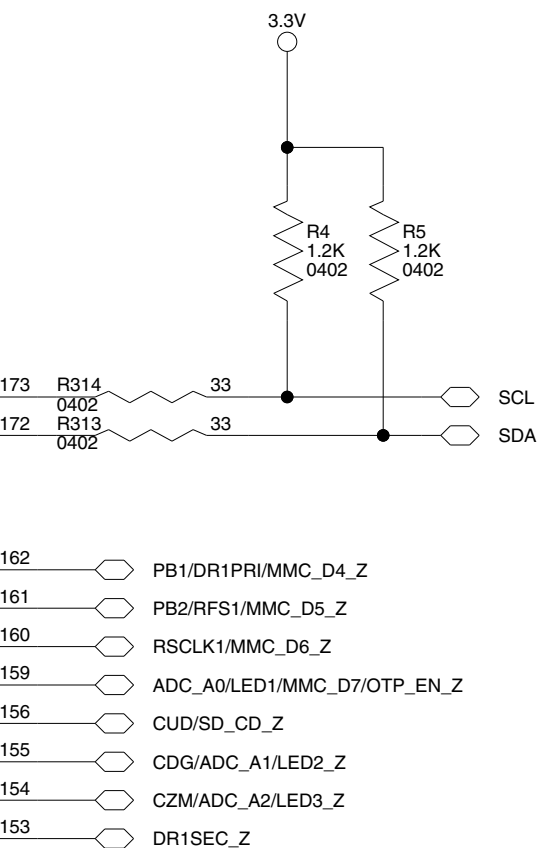 3.3V
R4
1.2K
0402
R5
1.2K
0402
173 R314 33 SCL
0402
172 R313 33 SDA
0402
162 PB1/DR1PRI/MMC_D4_Z
161 PB2/RFS1/MMC_D5_Z
160 RSCLK1/MMC_D6_Z
159 ADC_A0/LED1/MMC_D7/OTP_EN_Z
156 CUD/SD_CD_Z
155 CDG/ADC_A1/LED2_Z
154 CZM/ADC_A2/LED3_Z
153 DR1SEC_Z